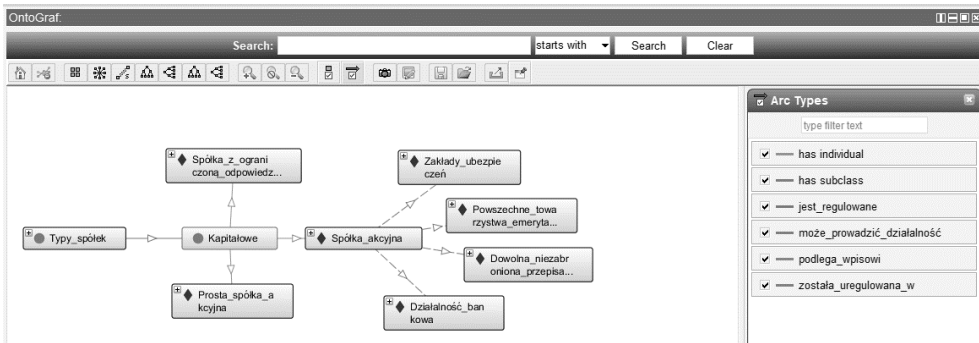 OntoGraf:
Search: starts with Search Clear
Arc Types
type filter text
has individual
has subclass
jest_regulowane
może_prowadzić_działalność
podlega_wpisowi
została_uregulowana_w
Spółka_z_ograni
czoną_odpowiedz...
Zakłady_ubezpie
czeń
Powszechne_towa
rzystwa_emeryta...
Typy_spółek
Kapitałowe
Spółka_akcyjna
Dowolna_niezabr
oniona_przepisa...
Prosta_spółka_a
kcyjna
Działalność_ban
kowa